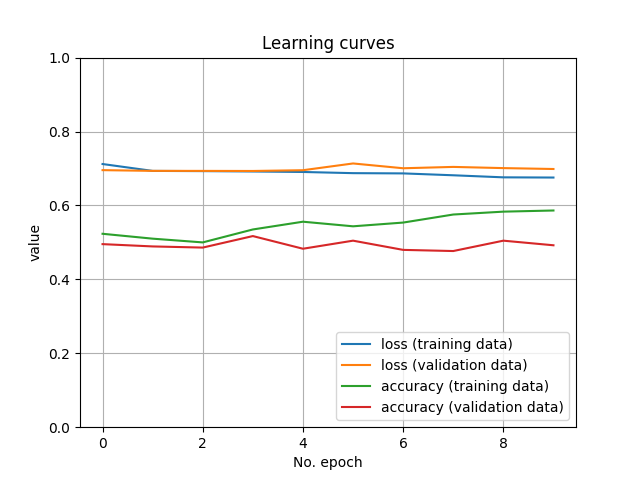 Learning curves
1.0
0.8
0.6
0.4
0.2
0.0
value
0
2
4
6
8
No. epoch
loss (training data)
loss (validation data)
accuracy (training data)
accuracy (validation data)